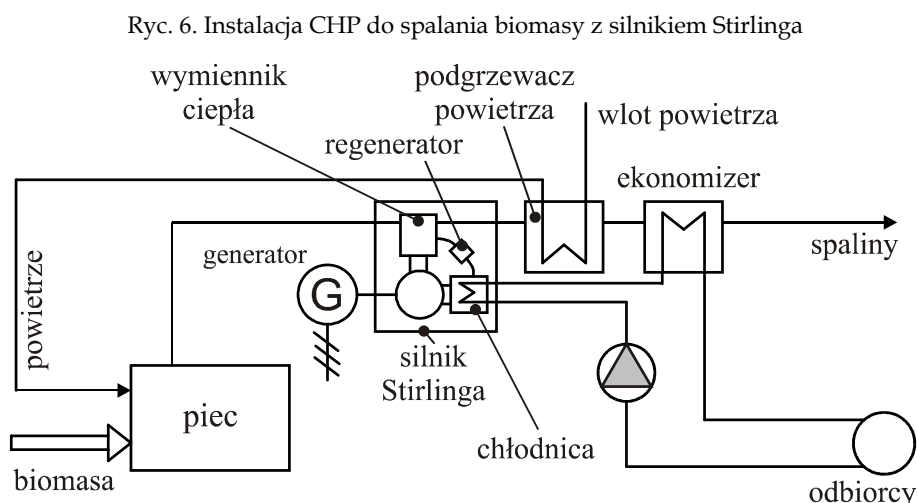 Ryc. 6. Instalacja CHP do spalania biomasy z silnikiem Stirlinga
wymiennik
ciepła
podgrzewacz
powietrza
wlot powietrza
regenerator
ekonomizer
spaliny
generator
G
powietrze
silnik
Stirlinga
piec
chłodnica
biomasa
odbiorcy